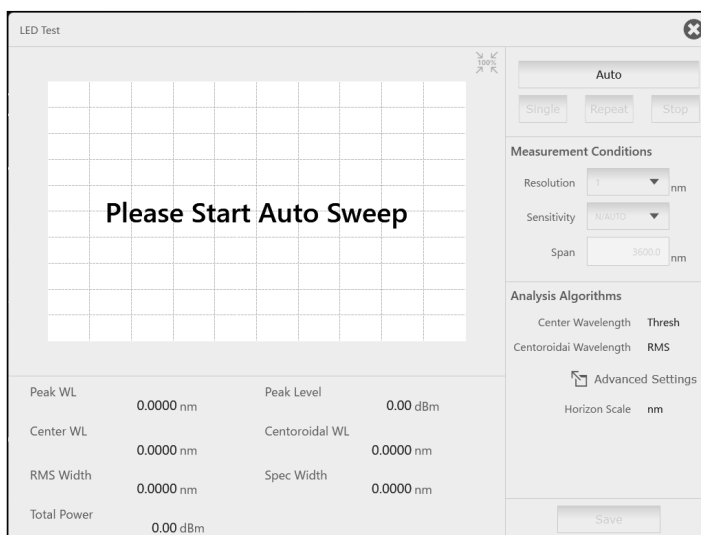 LED Test
100%
Please Start Auto Sweep
Auto
Single Repeat Stop
Measurement Conditions
Resolution 1 nm
Sensitivity N/AUTO
Span 3600.0 nm
Analysis Algorithms
Center Wavelength Thresh
Centoroidai Wavelength RMS
Advanced Settings
Horizon Scale nm
Save
Peak WL 0.0000 nm
Peak Level 0.00 dBm
Center WL 0.0000 nm
Centoroidal WL 0.0000 nm
RMS Width 0.0000 nm
Spec Width 0.0000 nm
Total Power 0.00 dBm